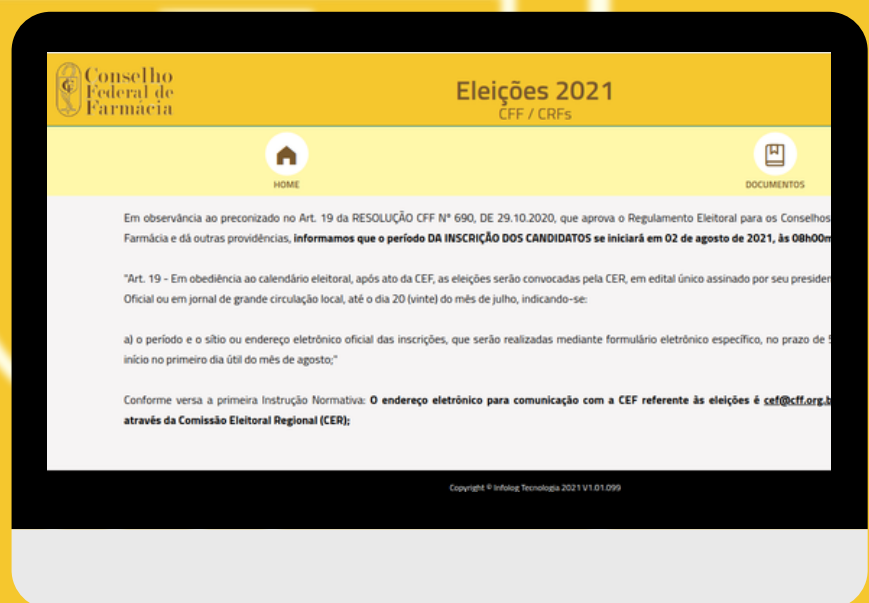 Conselho
Federal de
Farmácia
Eleições 2021
CFF / CRFs
HOME
DOCUMENTOS
Em observância ao preconizado no Art. 19 da RESOLUÇÃO CFF Nº 690, DE 29.10.2020, que aprova o Regulamento Eleitoral para os Conselhos
Farmácia e dá outras providências, informamos que o período DA INSCRIÇÃO DOS CANDIDATOS se iniciará em 02 de agosto de 2021, às 08h00m
"Art. 19 - Em obediência ao calendário eleitoral, após ato da CEF, as eleições serão convocadas pela CER, em edital único assinado por seu presiden
Oficial ou em jornal de grande circulação local, até o dia 20 (vinte) do mês de julho, indicando-se:
a) o período e o sítio ou endereço eletrônico oficial das inscrições, que serão realizadas mediante formulário eletrônico específico, no prazo de 5
início no primeiro dia útil do mês de agosto;"
Conforme versa a primeira Instrução Normativa: O endereço eletrônico para comunicação com a CEF referente às eleições é cef@cff.org.b
através da Comissão Eleitoral Regional (CER);
Copyright © Infolog Tecnologia 2021 V1.01.099